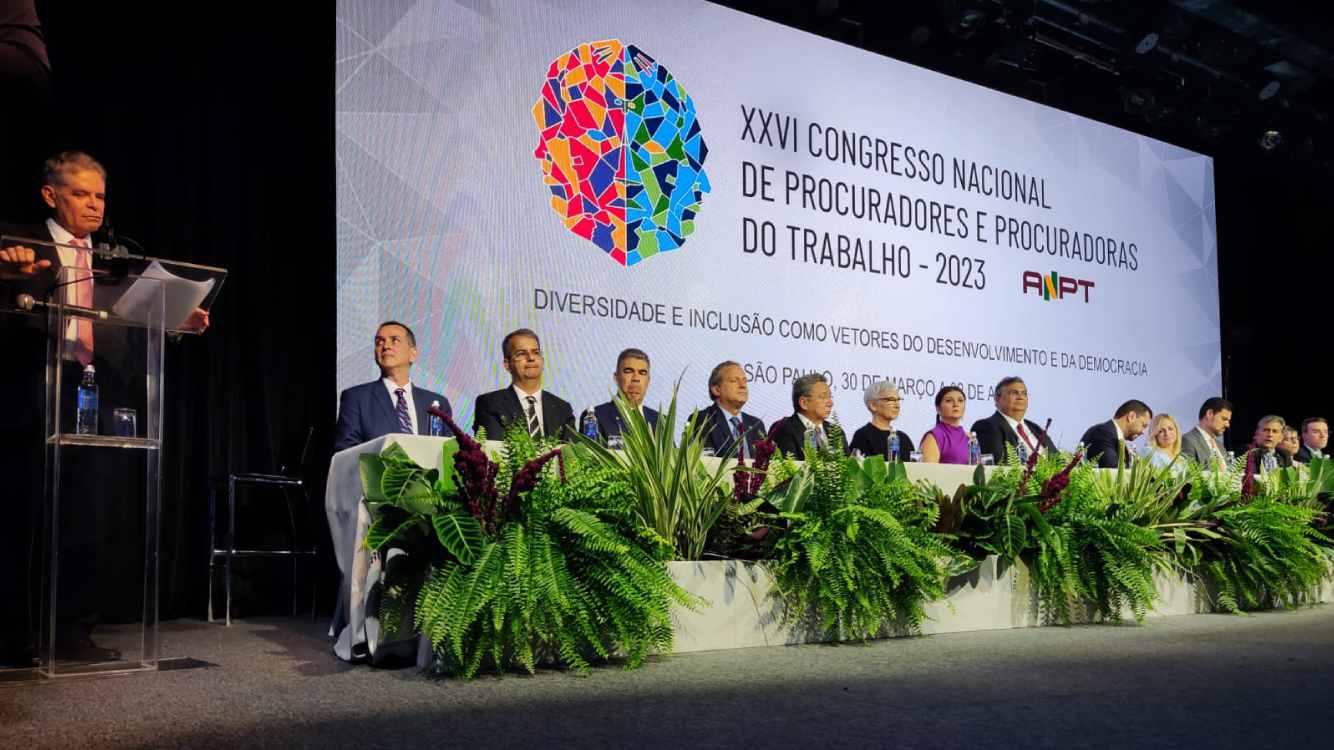 XXVI CONGRESSO NACIONAL
DE PROCURADORES E PROCURADORAS
DO TRABALHO - 2023
ANPT
DIVERSIDADE E INCLUSÃO COMO VETORES DO DESENVOLVIMENTO E DA DEMOCRACIA
SÃO PAULO, 30 DE MARÇO A DE A